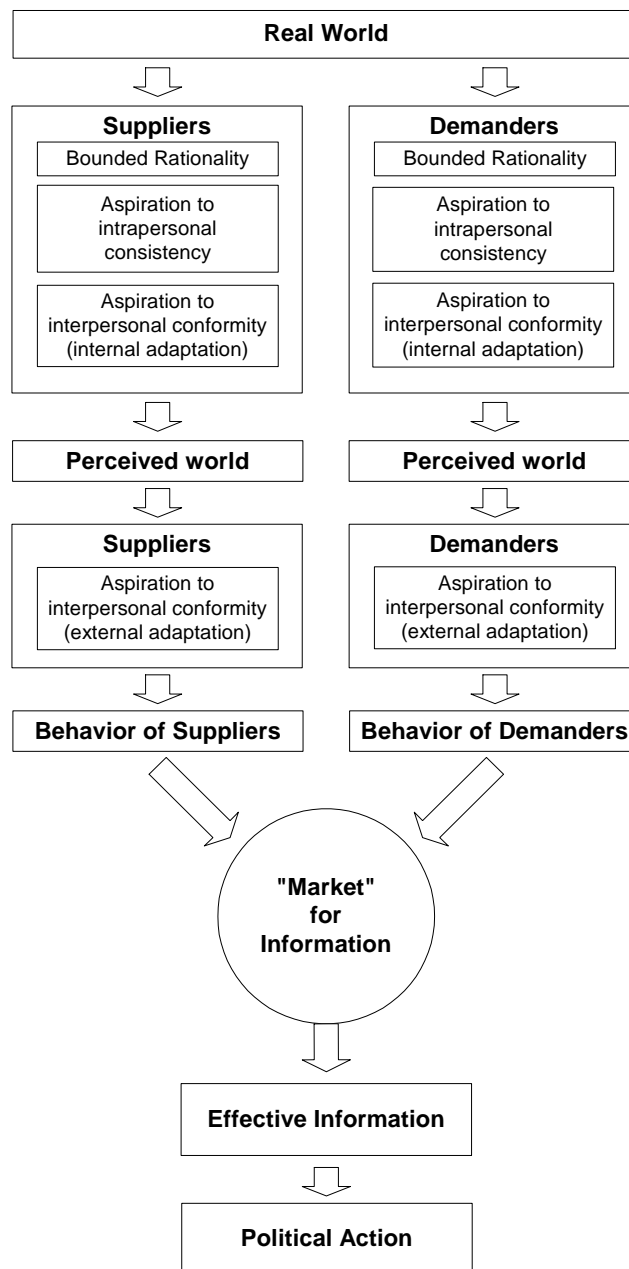 Real World
Suppliers
Bounded Rationality
Aspiration to
intrapersonal
consistency
Aspiration to
interpersonal conformity
(internal adaptation)
Demanders
Bounded Rationality
Aspiration to
intrapersonal
consistency
Aspiration to
interpersonal conformity
(internal adaptation)
Perceived world
Perceived world
Suppliers
Aspiration to
interpersonal conformity
(external adaptation)
Demanders
Aspiration to
interpersonal conformity
(external adaptation)
Behavior of Suppliers
Behavior of Demanders
"Market"
for
Information
Effective Information
Political Action